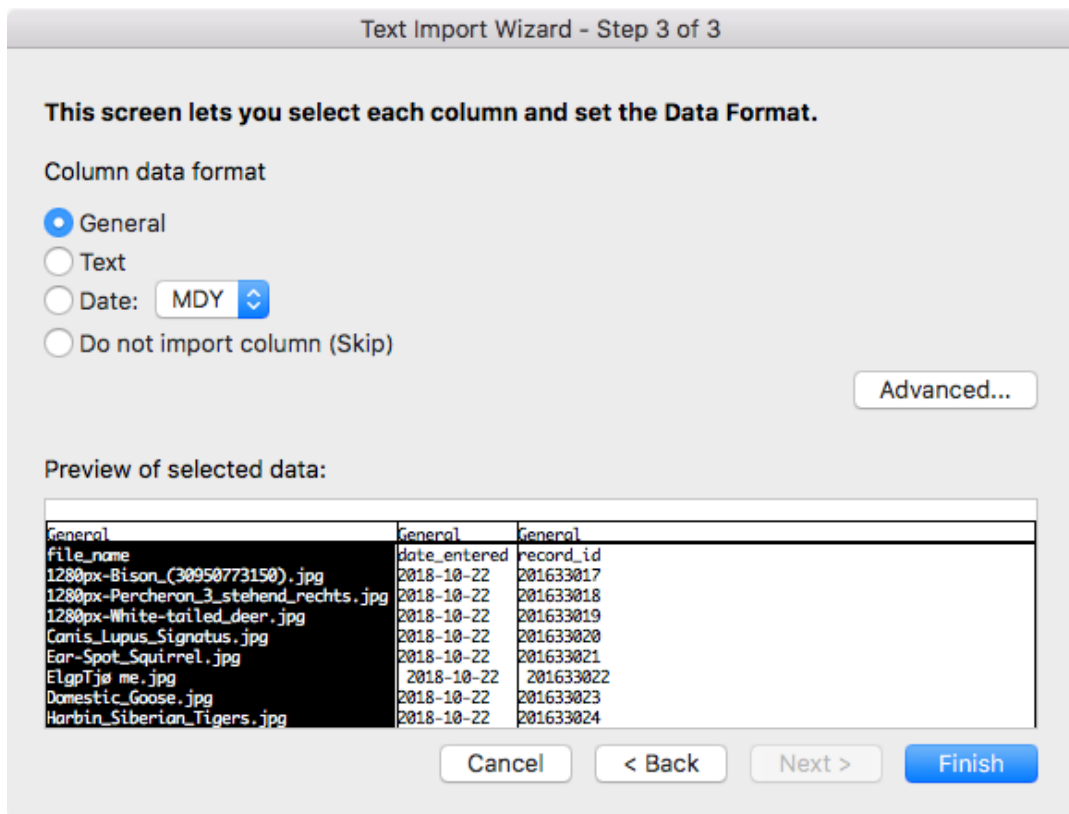 Text Import Wizard - Step 3 of 3
This screen lets you select each column and set the Data Format.
Column data format
General
Text
Date: MDY
Do not import column (Skip)
Advanced...
Preview of selected data:
General General General
file_name date_entered record_id
1280px-Bison_(30950773150).jpg 2018-10-22 201633017
1280px-Percheron_3_stehend_rechts.jpg 2018-10-22 201633018
1280px-White-tailed_deer.jpg 2018-10-22 201633019
Canis_Lupus_Signatus.jpg 2018-10-22 201633020
Ear-Spot_Squirrel.jpg 2018-10-22 201633021
ElgpTjø me.jpg 2018-10-22 201633022
Domestic_Goose.jpg 2018-10-22 201633023
Harbin_Siberian_Tigers.jpg 2018-10-22 201633024
Cancel < Back Next > Finish